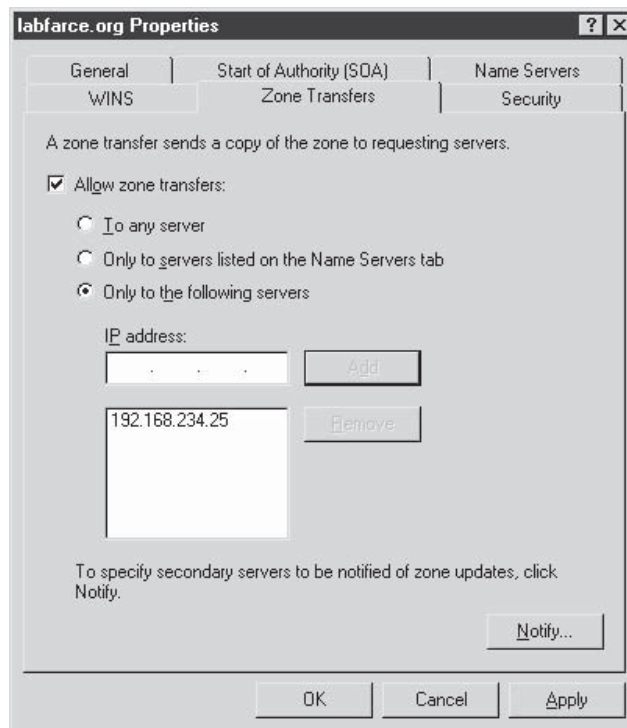 labfarce.org Properties
General
Start of Authority (SOA)
Name Servers
WINS
Zone Transfers
Security
A zone transfer sends a copy of the zone to requesting servers.
Allow zone transfers:
To any server
Only to servers listed on the Name Servers tab
Only to the following servers
IP address:
. . .
Add
192.168.234.25
Remove
To specify secondary servers to be notified of zone updates, click
Notify.
Notify...
OK
Cancel
Apply